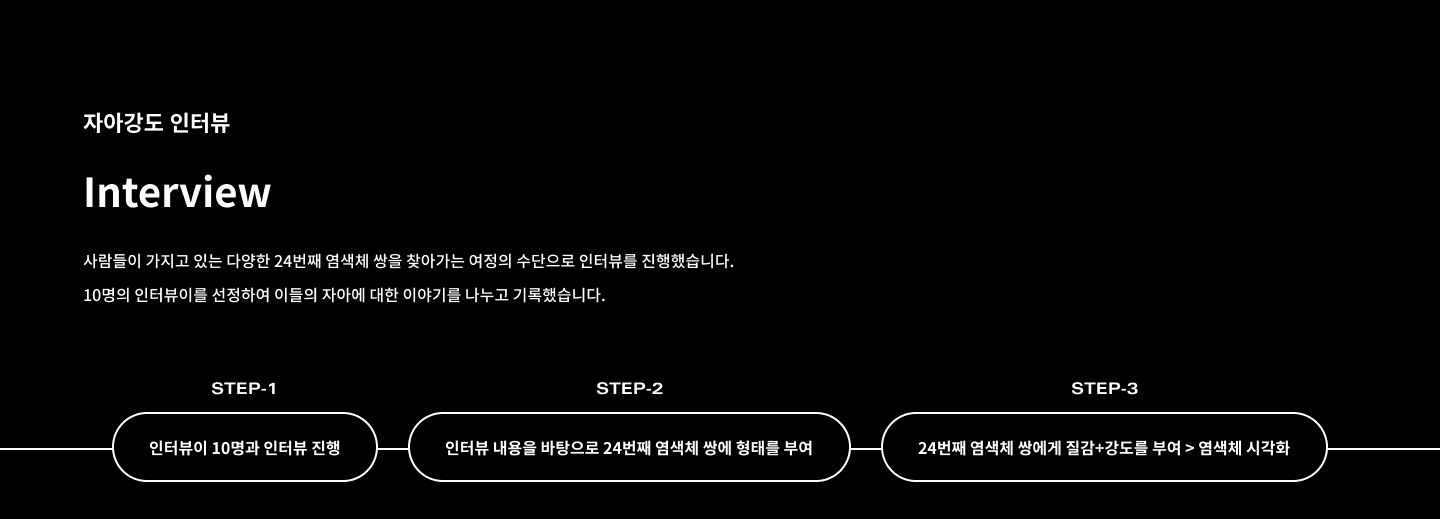 자아강도 인터뷰
Interview
사람들이 가지고 있는 다양한 24번째 염색체 쌍을 찾아가는 여정의 수단으로 인터뷰를 진행했습니다.
10명의 인터뷰이를 선정하여 이들의 자아에 대한 이야기를 나누고 기록했습니다.
STEP-1
인터뷰이 10명과 인터뷰 진행
STEP-2
인터뷰 내용을 바탕으로 24번째 염색체 쌍에 형태를 부여
STEP-3
24번째 염색체 쌍에게 질감+강도를 부여 > 염색체 시각화